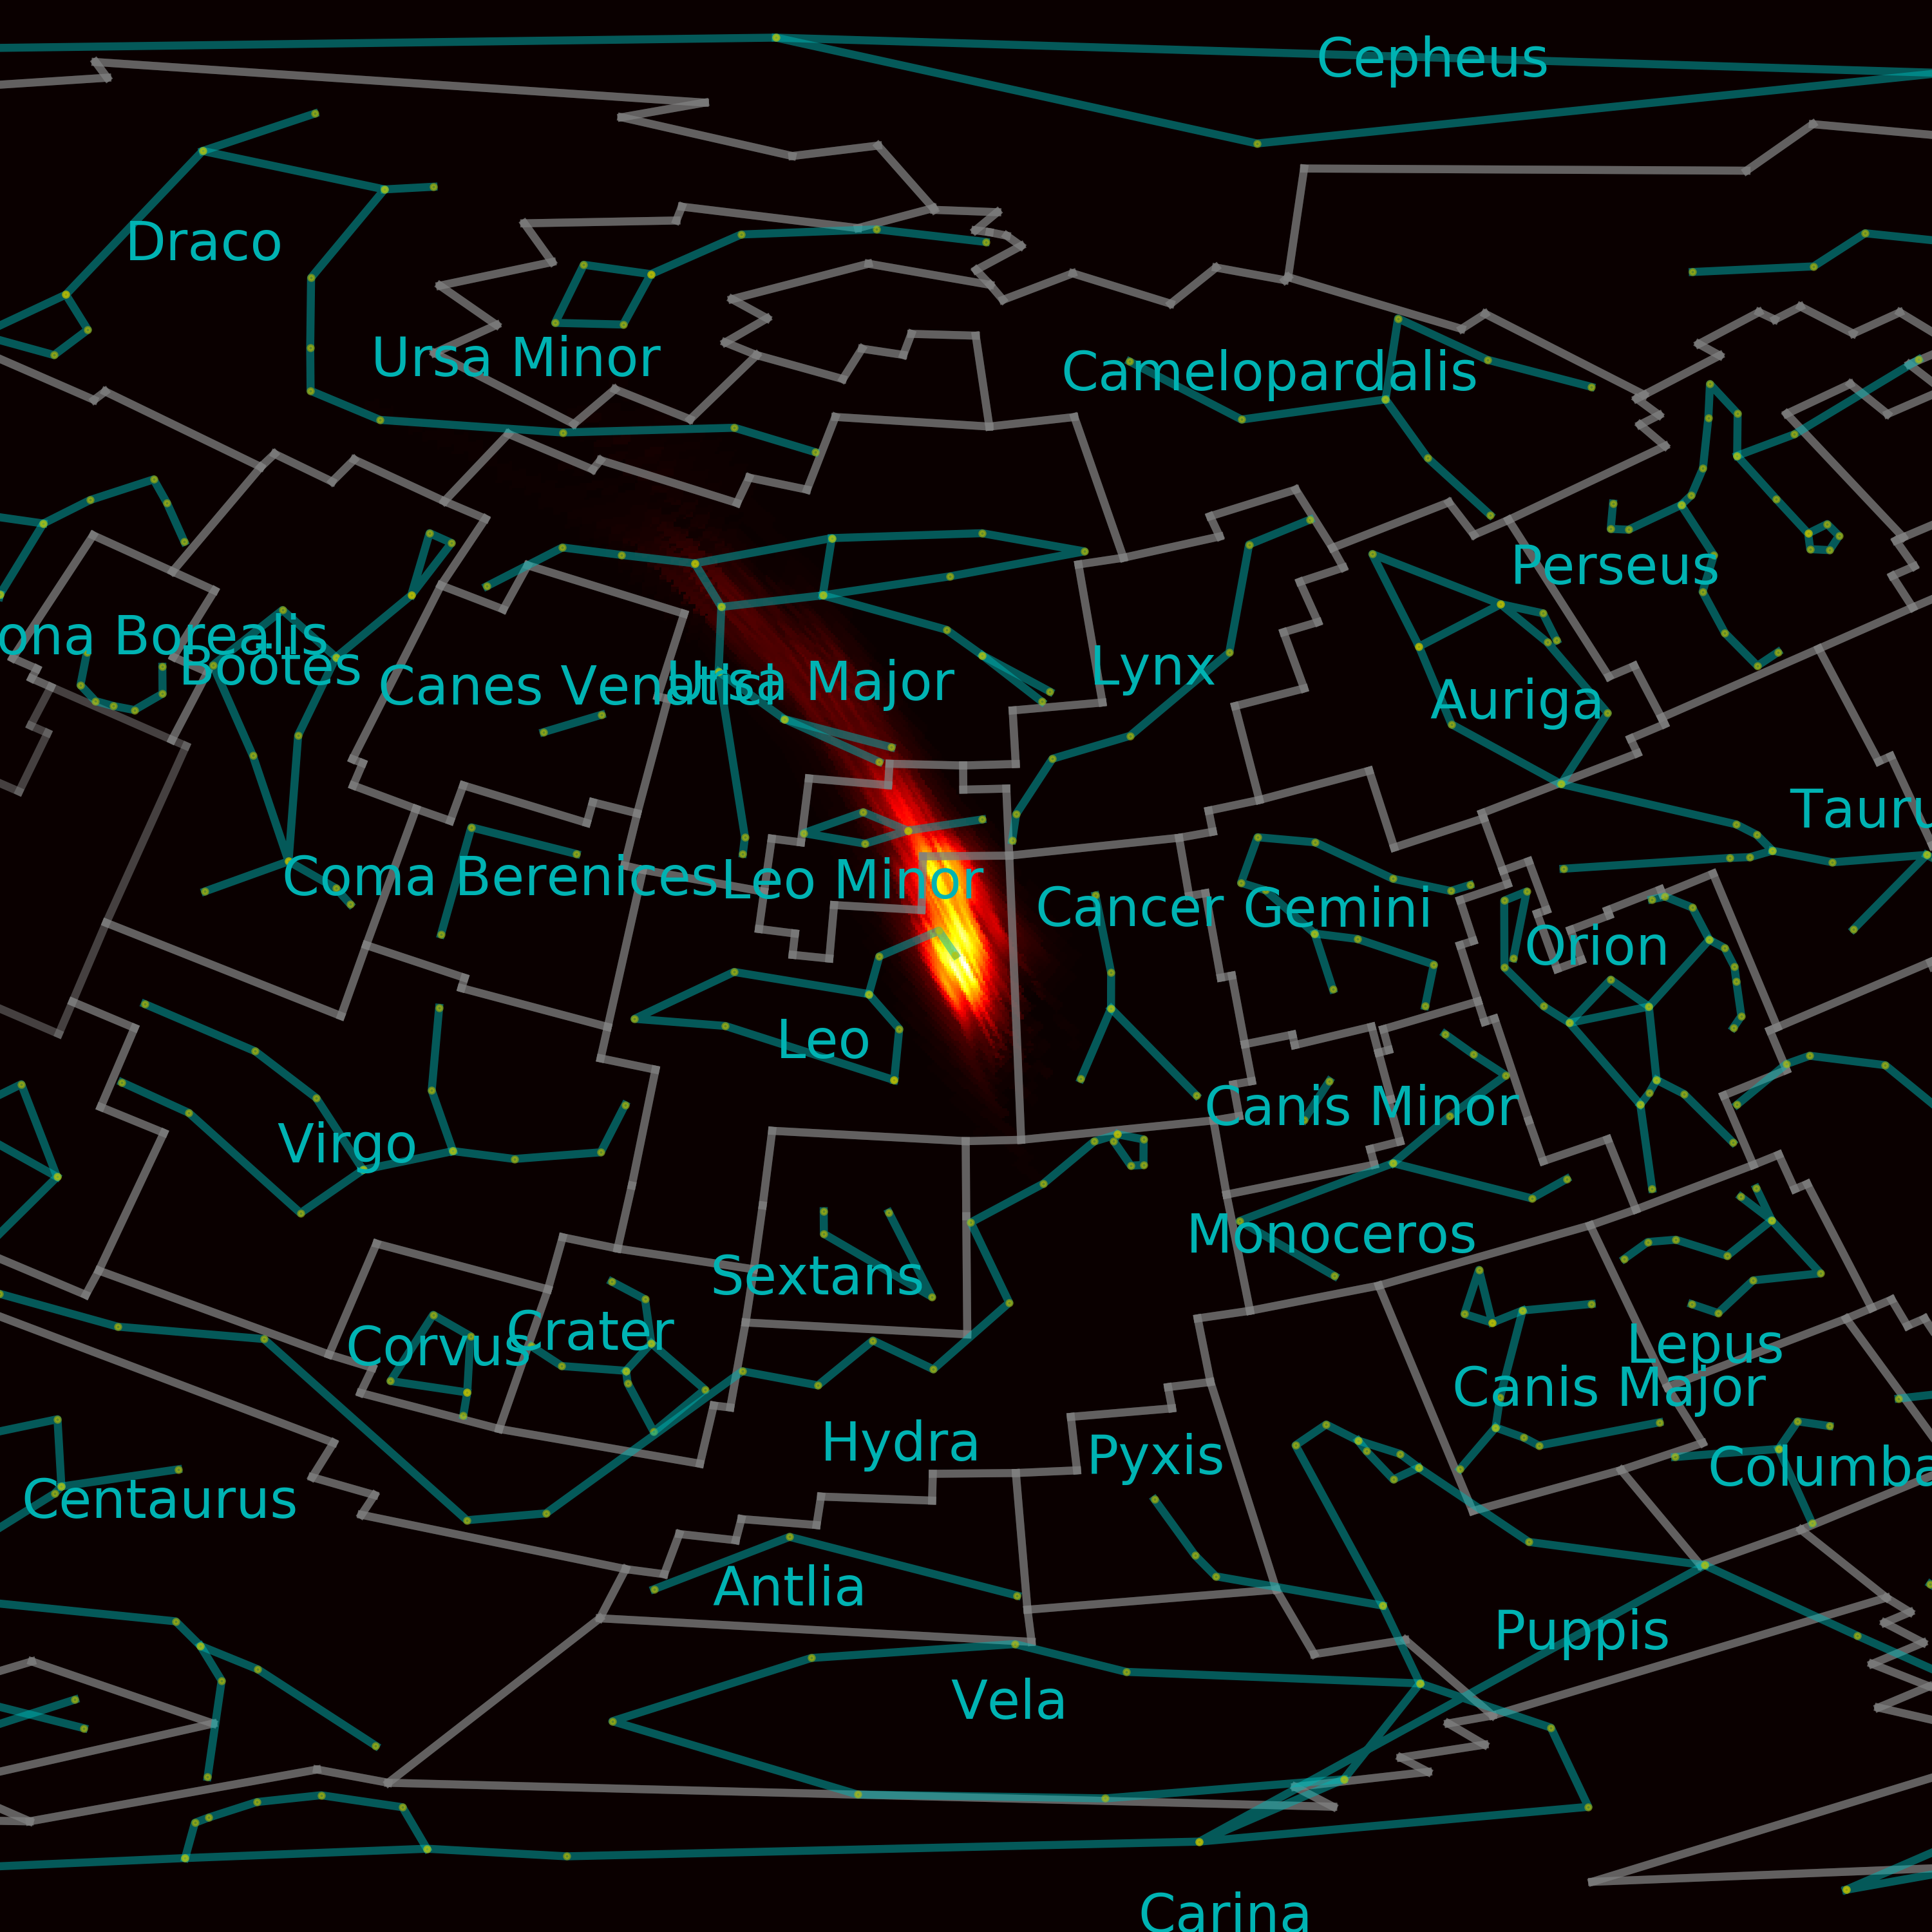 Cepheus
Draco
Ursa Minor
Camelopardalis
Perseus
ona Borealis
Boötes
Canes Venatici
Ursa Major
Lynx
Auriga
Tauru
Coma Berenices
Leo Minor
Cancer
Gemini
Orion
Leo
Canis Minor
Virgo
Monoceros
Sextans
Corvus
Crater
Lepus
Canis Major
Hydra
Pyxis
Columba
Centaurus
Antlia
Puppis
Vela
Carina